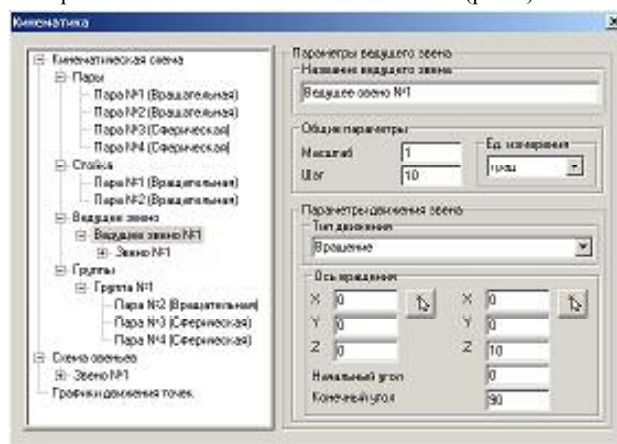 Кинематика
Кинематическая схема
Пары
Пара №1 (Вращательная)
Пара №2 (Вращательная)
Пара №3 (Сферическая)
Пара №4 (Сферическая)
Стойка
Пара №1 (Вращательная)
Пара №2 (Вращательная)
Ведущее звено
Ведущее звено №1
Звено №1
Группы
Группа №1
Пара №2 (Вращательная)
Пара №3 (Сферическая)
Пара №4 (Сферическая)
Схема звеньев
Звено №1
Графики движения точек.
Параметры ведущего звена
Название ведущего звена
Ведущее звено №1
Общие параметры
Масштаб 1
Шаг 10
Ед. измерения
град
Параметры движения звена
Тип движения
Вращение
Ось вращения
X 0 X 0
Y 0 Y 0
Z 0 Z 10
Начальный угол 0
Конечный угол 90